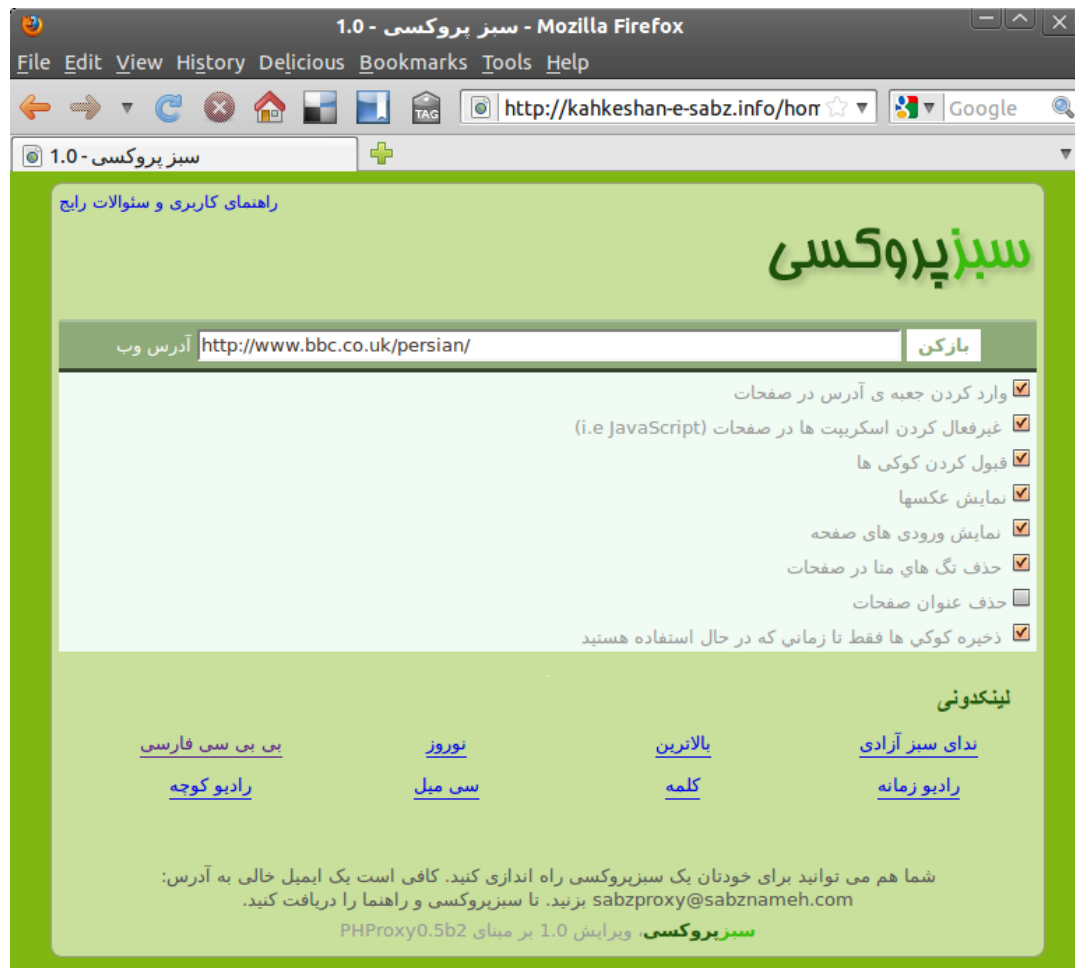 سبز پروکسی - 1.0 - Mozilla Firefox
File Edit View History Delicious Bookmarks Tools Help
TAG http://kahkeshan-e-sabz.info/hom Google
سبز پروکسی - 1.0
راهنمای کاربری و سئوالات رایج
سبزپروکسی
آدرس وب http://www.bbc.co.uk/persian/ بازکن
وارد کردن جعبه ی آدرس در صفحات
غیرفعال کردن اسکریپت ها در صفحات (i.e JavaScript)
قبول کردن کوکی ها
نمایش عکسها
نمایش ورودی های صفحه
حذف تگ هاي متا در صفحات
حذف عنوان صفحات
ذخیره کوکي ها فقط تا زماني که در حال استفاده هستید
لینکدونی
ندای سبز آزادی بالاترین نوروز بی بی سی فارسی
رادیو زمانه کلمه سی میل رادیو کوچه
شما هم می توانید برای خودتان یک سبزپروکسی راه اندازی کنید. کافی است یک ایمیل خالی به آدرس:
sabzproxy@sabznameh.com بزنید. تا سبزپروکسی و راهنما را دریافت کنید.
سبزپروکسی، ویرایش 1.0 بر مبنای PHProxy0.5b2